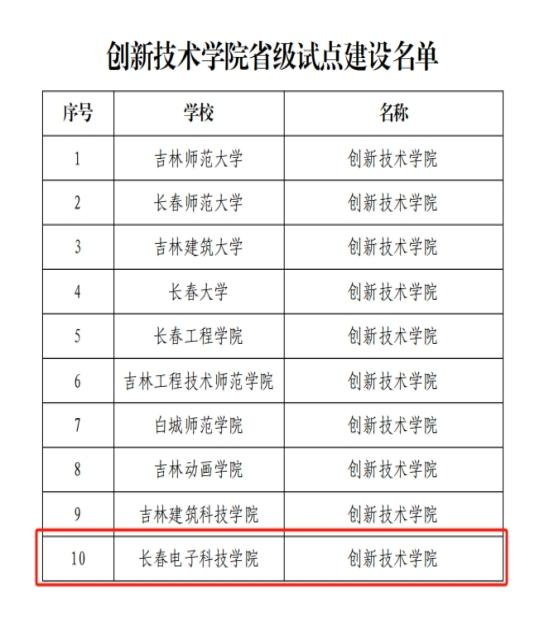 创新技术学院省级试点建设名单
序号 学校 名称
1 吉林师范大学 创新技术学院
2 长春师范大学 创新技术学院
3 吉林建筑大学 创新技术学院
4 长春大学 创新技术学院
5 长春工程学院 创新技术学院
6 吉林工程技术师范学院 创新技术学院
7 白城师范学院 创新技术学院
8 吉林动画学院 创新技术学院
9 吉林建筑科技学院 创新技术学院
10 长春电子科技学院 创新技术学院